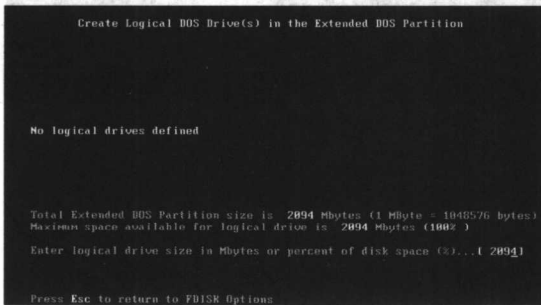 Create Logical DOS Drive(s) in the Extended DOS Partition
No logical drives defined
Total Extended DOS Partition size is 2094 Mbytes (1 MByte = 1048576 bytes)
Maximum space available for logical drive is 2094 Mbytes (100% )
Enter logical drive size in Mbytes or percent of disk space (%)...[ 2094]
Press Esc to return to FDISK Options